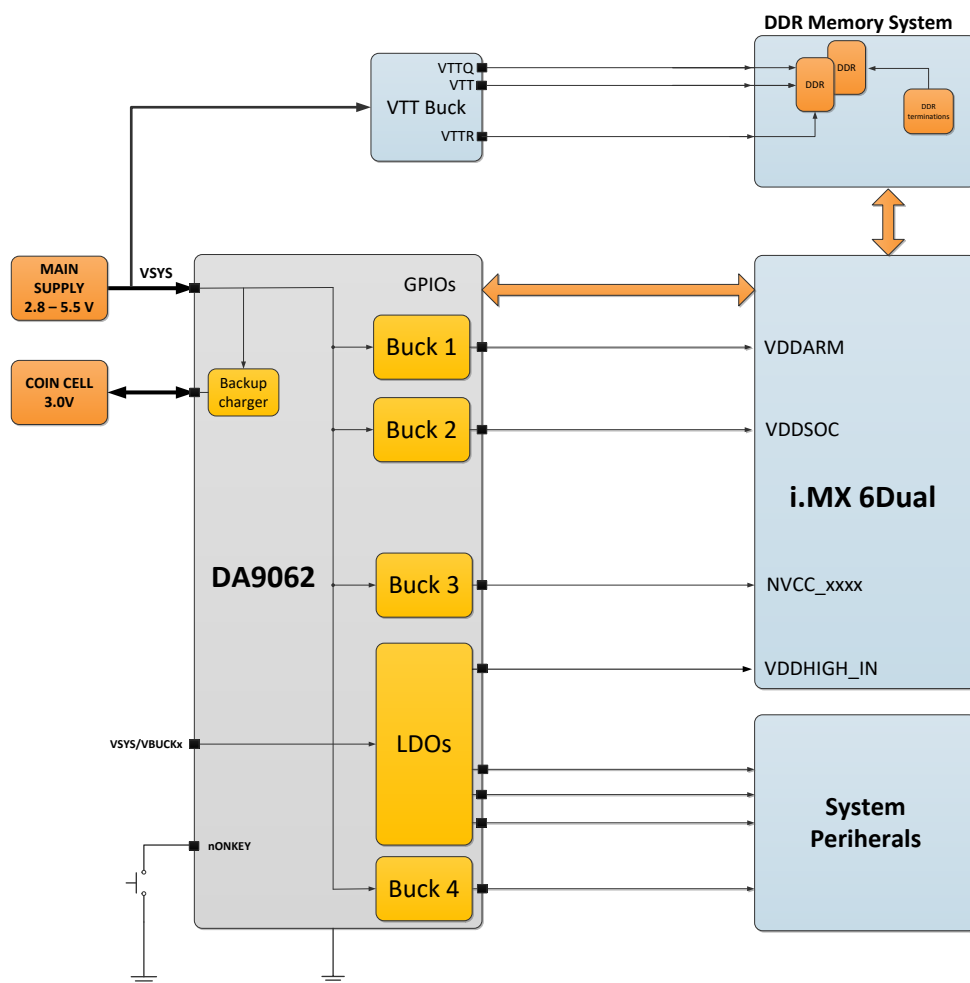 DDR Memory System
VTTQ
VTT
VTT Buck
VTTR
DDR
DDR
DDR
terminations
MAIN
SUPPLY
2.8 – 5.5 V
VSYS
GPIOs
COIN CELL
3.0V
Backup
charger
Buck 1
VDDARM
Buck 2
VDDSOC
i.MX 6Dual
DA9062
Buck 3
NVCC_xxxx
VDDHIGH_IN
VSYS/VBUCKx
LDOs
System
Periherals
nONKEY
Buck 4